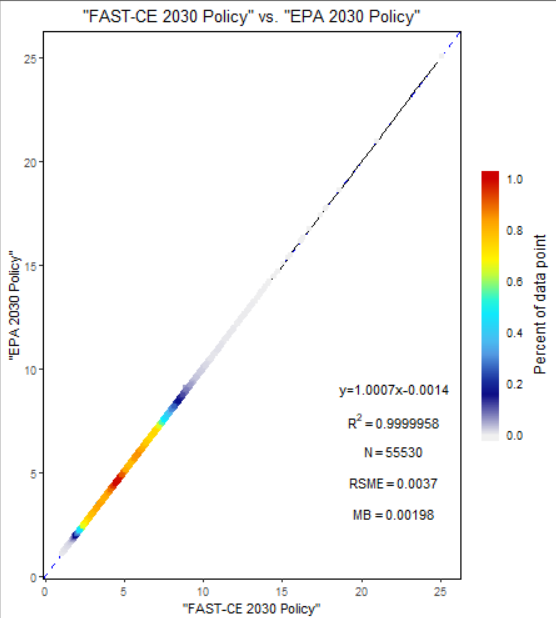 "FAST-CE 2030 Policy" vs. "EPA 2030 Policy"
25
20
15
10
5
0
"EPA 2030 Policy"
y=1.0007x-0.0014
R² = 0.9999958
N = 55530
RSME = 0.0037
MB = 0.00198
0 5 10 15 20 25
"FAST-CE 2030 Policy"
1.0
0.8
0.6
0.4
0.2
0.0
Percent of data point